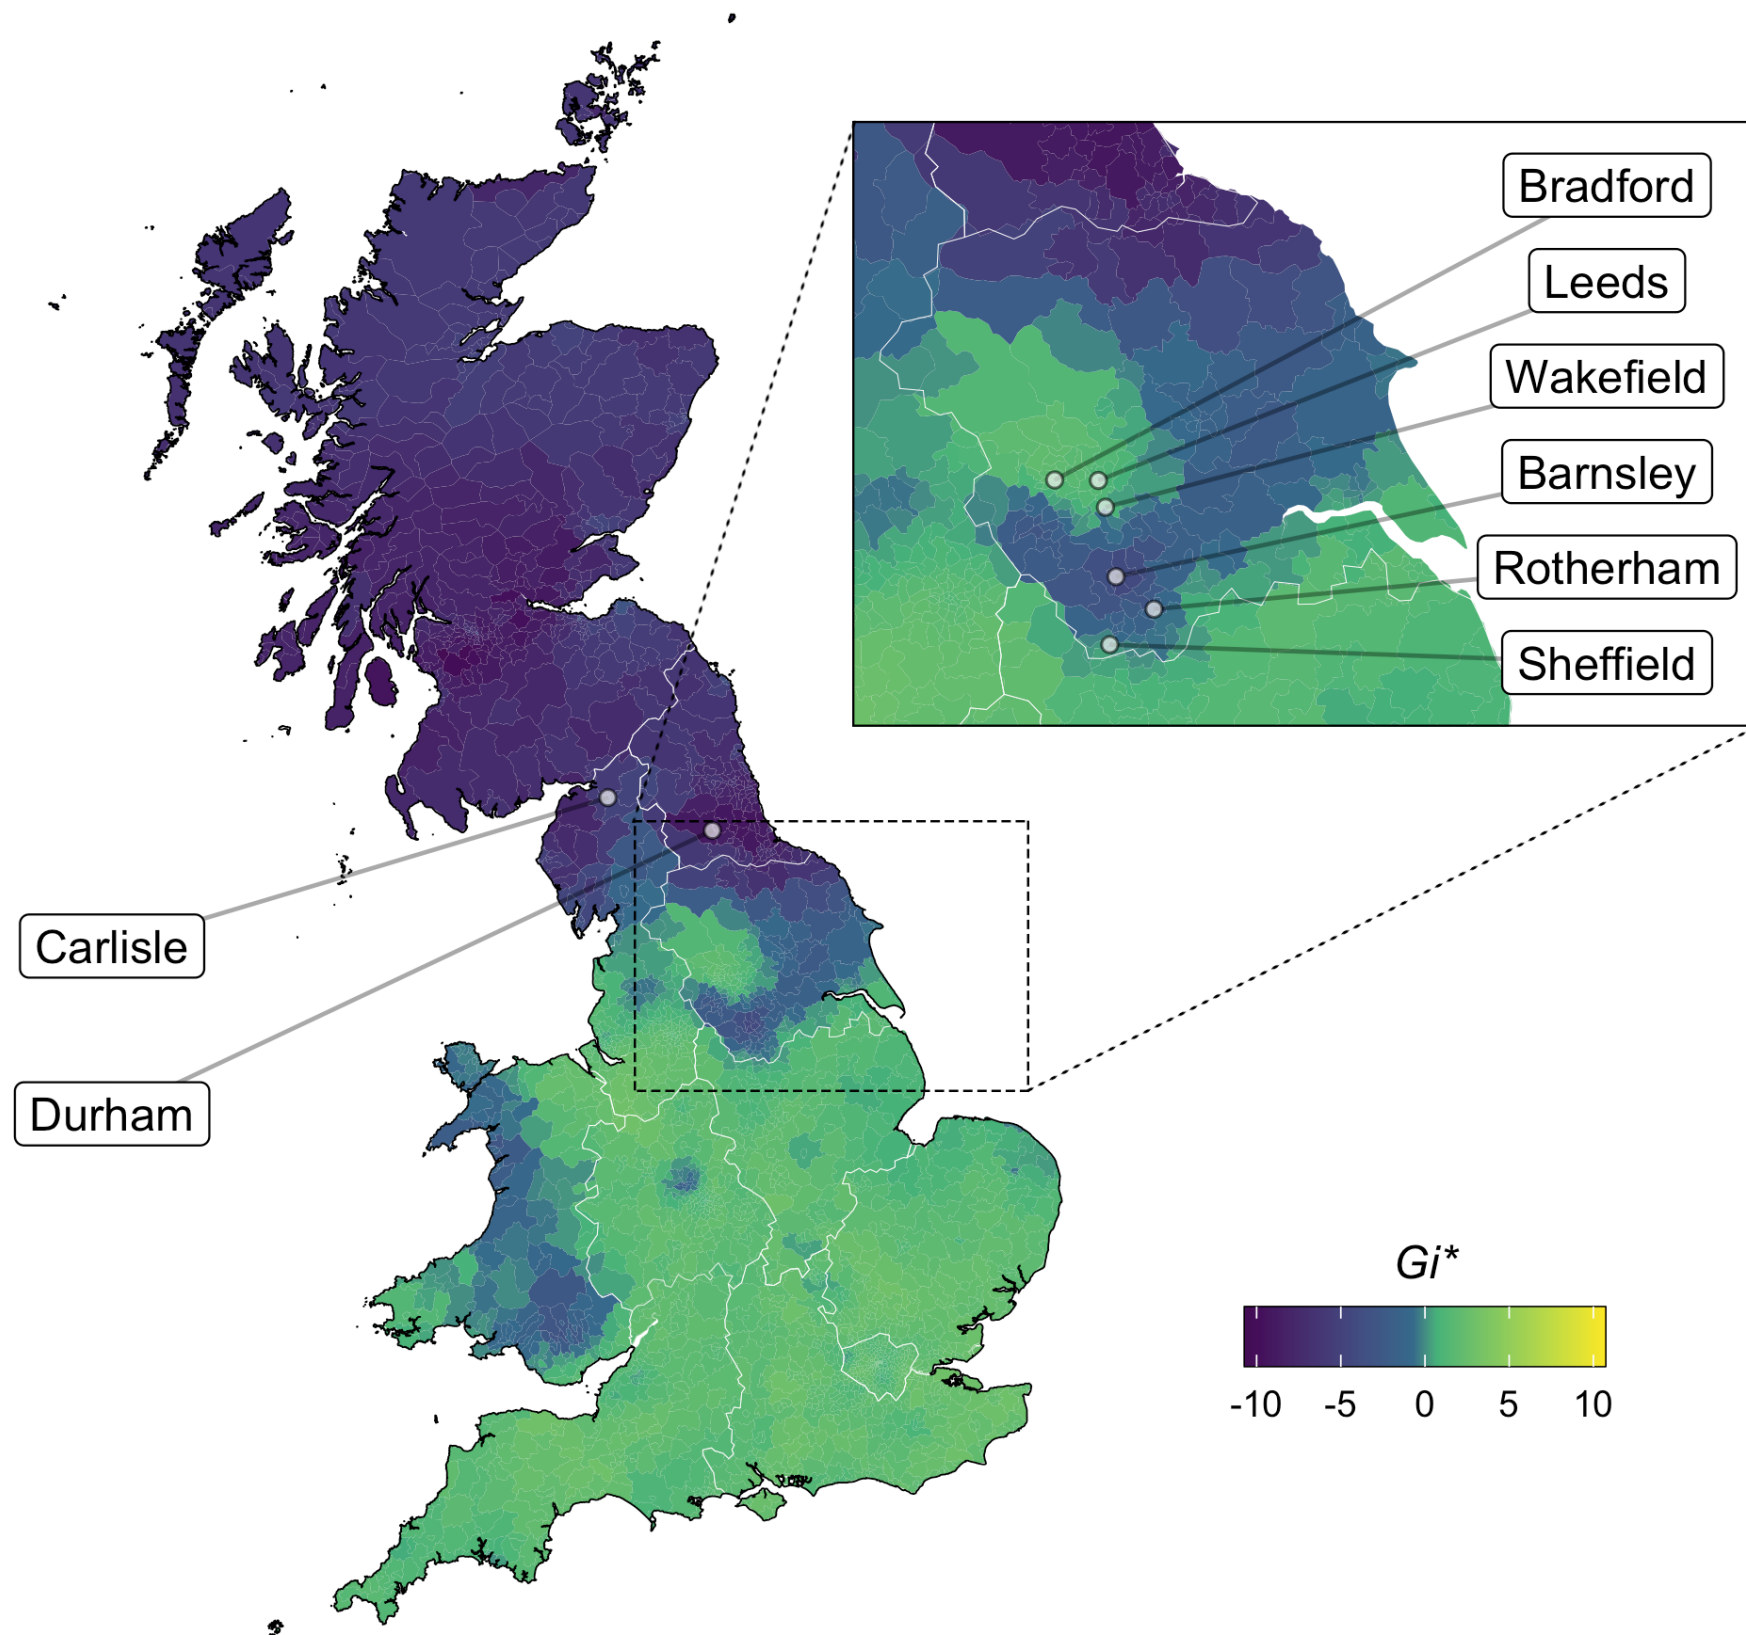 Bradford
Leeds
Wakefield
Barnsley
Rotherham
Sheffield
Carlisle
Durham
Gi*
-10 -5 0 5 10